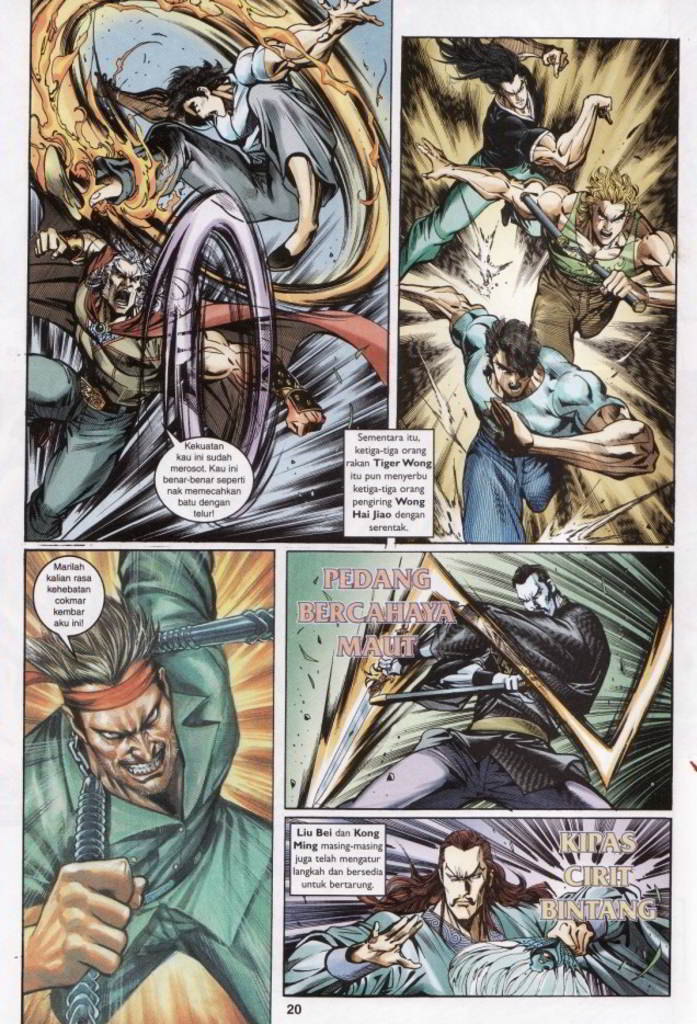 Kekuatan
kau ini sudah
merosot. Kau ini
benar-benar seperti
nak memecahkan
batu dengan
telur!
Sementara itu,
ketiga-tiga orang
rakan Tiger Wong
itu pun menyerbu
ketiga-tiga orang
pengiring Wong
Hai Jiao dengan
serentak.
Marilah
kalian rasa
kehebatan
cokmar
kembar
aku ini!
PEDANG
BERCAHAYA
MAUT
Liu Bei dan Kong
Ming masing-masing
juga telah mengatur
langkah dan bersedia
untuk bertarung.
KIPAS
CIRIT
BINTANG
20